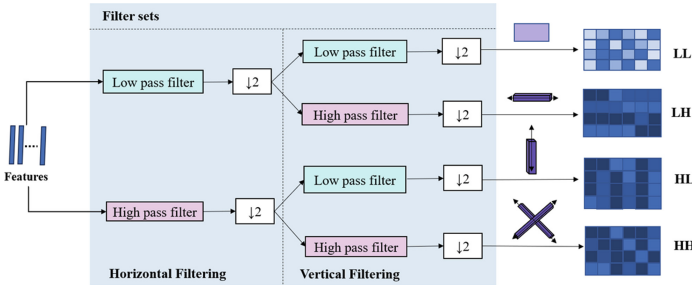 Filter sets
Low pass filter
↓2
Low pass filter
↓2
LL
High pass filter
↓2
LH
Features
High pass filter
↓2
Low pass filter
↓2
HL
High pass filter
↓2
HH
Horizontal Filtering
Vertical Filtering